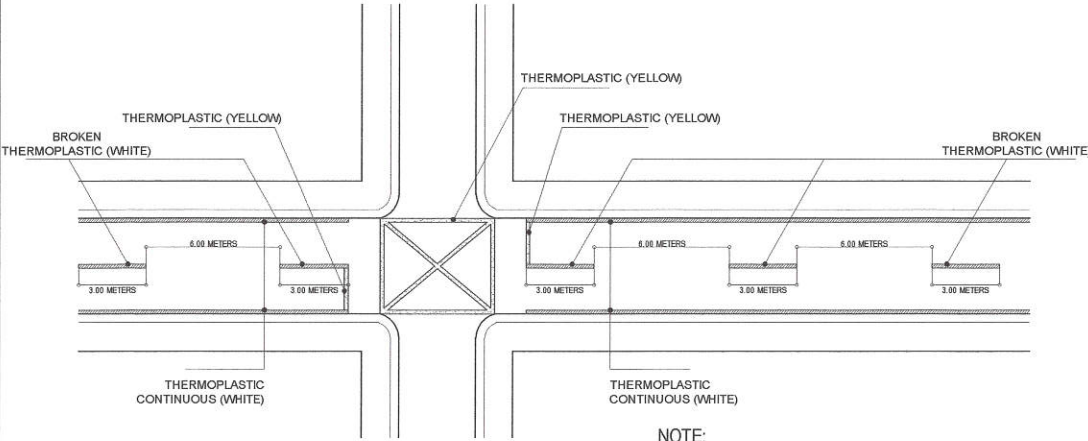 THERMOPLASTIC (YELLOW)
THERMOPLASTIC (YELLOW)
THERMOPLASTIC (YELLOW)
BROKEN
THERMOPLASTIC (WHITE)
BROKEN
THERMOPLASTIC (WHITE
6.00 METERS
6.00 METERS
6.00 METERS
3.00 METERS
3.00 METERS
3.00 METERS
3.00 METERS
3.00 METERS
THERMOPLASTIC
CONTINUOUS (WHITE)
THERMOPLASTIC
CONTINUOUS (WHITE)
NOTE: